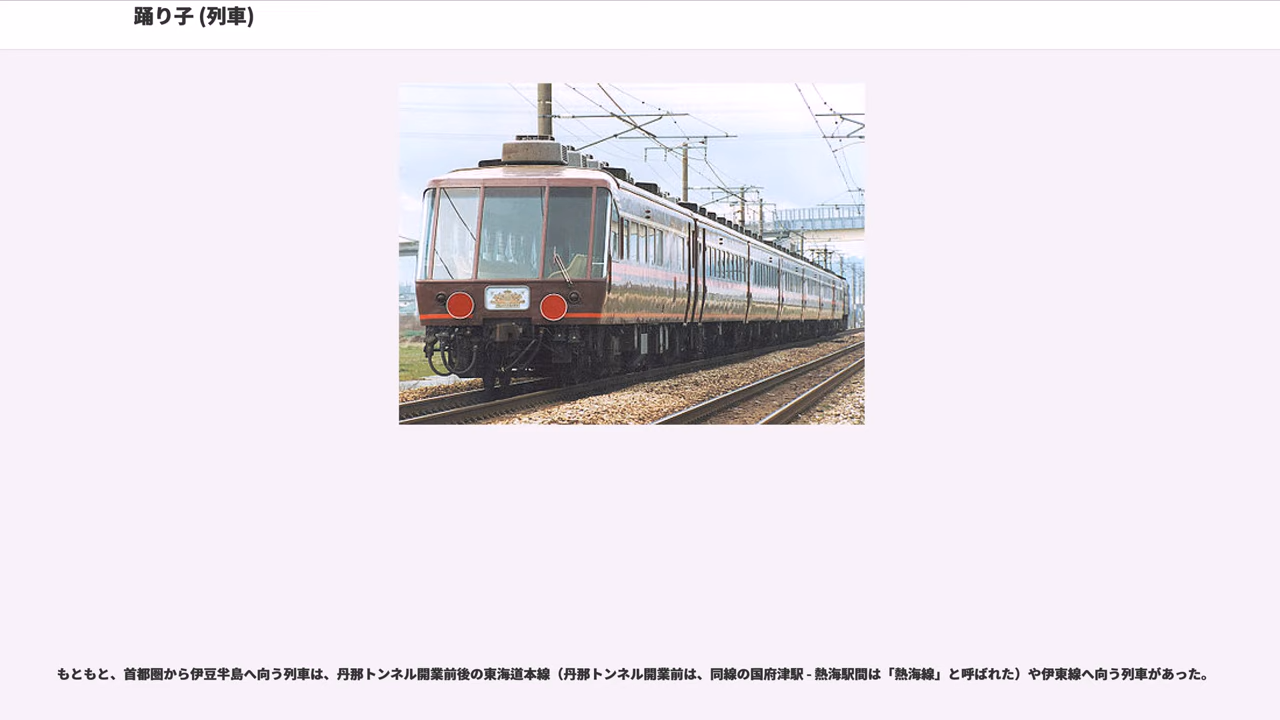 踊り子 (列車)
もともと、首都圏から伊豆半島へ向う列車は、丹那トンネル開業前後の東海道本線（丹那トンネル開業前は、同線の国府津駅 - 熱海駅間は「熱海線」と呼ばれた）や伊東線へ向う列車があった。